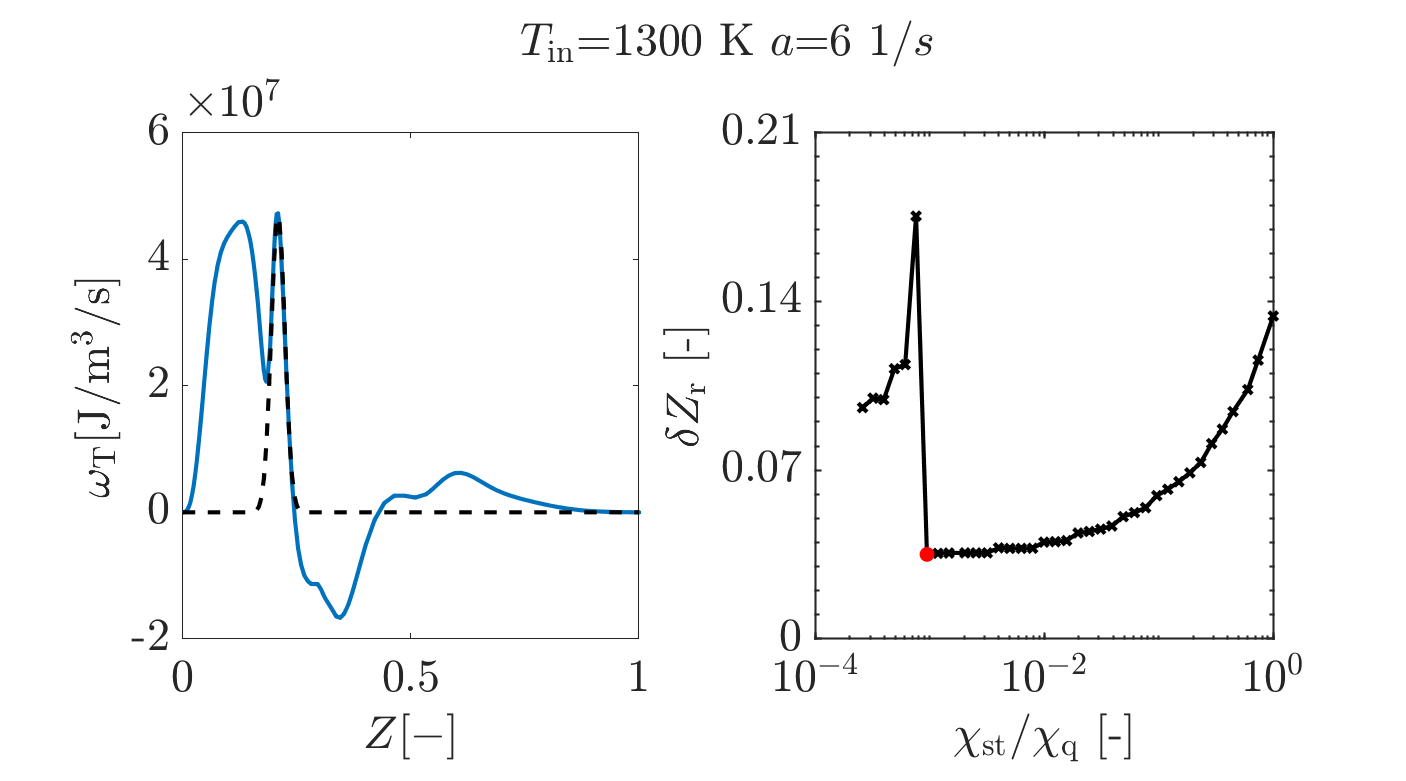 T_in=1300 K a=6 1/s
×10^7
6
4
2
0
-2
0 0.5 1
Z[−]
ω_T[J/m^3/s]
0.21
0.14
0.07
0
10^−4 10^−2 10^0
χ_st/χ_q [-]
δZ_r [-]